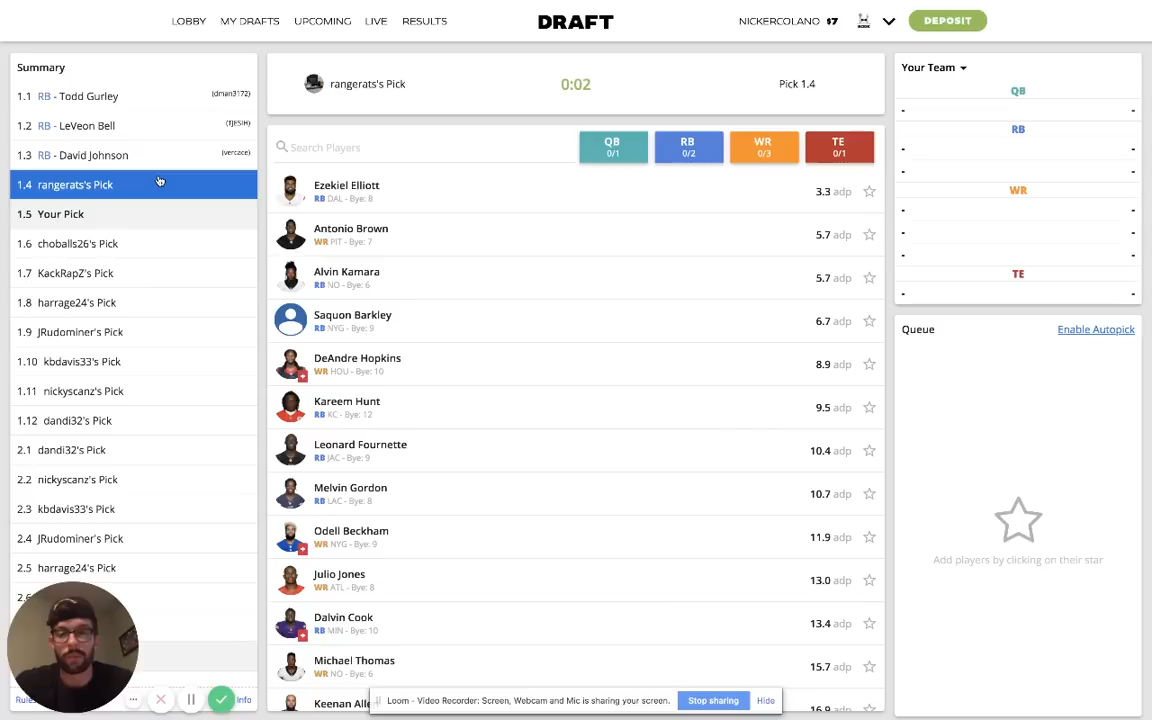 LOBBY MY DRAFTS UPCOMING LIVE RESULTS DRAFT NICKERCOLANO $7 DEPOSIT
Summary
1.1 RB - Todd Gurley (dman3172)
1.2 RB - LeVeon Bell (TJESIH)
1.3 RB - David Johnson (vercace)
1.4 rangerats's Pick
1.5 Your Pick
1.6 choballs26's Pick
1.7 KackRapZ's Pick
1.8 harrage24's Pick
1.9 JRudominer's Pick
1.10 kbdavis33's Pick
1.11 nickyscanz's Pick
1.12 dandi32's Pick
2.1 dandi32's Pick
2.2 nickyscanz's Pick
2.3 kbdavis33's Pick
2.4 JRudominer's Pick
2.5 harrage24's Pick
Rules
Info
rangerats's Pick 0:02 Pick 1.4
Search Players
QB 0/1
RB 0/2
WR 0/3
TE 0/1
Ezekiel Elliott
RB DAL - Bye: 8
3.3 adp
Antonio Brown
WR PIT - Bye: 7
5.7 adp
Alvin Kamara
RB NO - Bye: 6
5.7 adp
Saquon Barkley
RB NYG - Bye: 9
6.7 adp
DeAndre Hopkins
WR HOU - Bye: 10
8.9 adp
Kareem Hunt
RB KC - Bye: 12
9.5 adp
Leonard Fournette
RB JAC - Bye: 9
10.4 adp
Melvin Gordon
RB LAC - Bye: 8
10.7 adp
Odell Beckham
WR NYG - Bye: 9
11.9 adp
Julio Jones
WR ATL - Bye: 8
13.0 adp
Dalvin Cook
RB MIN - Bye: 10
13.4 adp
Michael Thomas
WR NO - Bye: 6
15.7 adp
Keenan
16.9 adp
Loom - Video Recorder: Screen, Webcam and Mic is sharing your screen. Stop sharing Hide
Your Team
QB
- -
RB
- -
- -
WR
- -
- -
- -
TE
- -
Queue Enable Autopick
Add players by clicking on their star